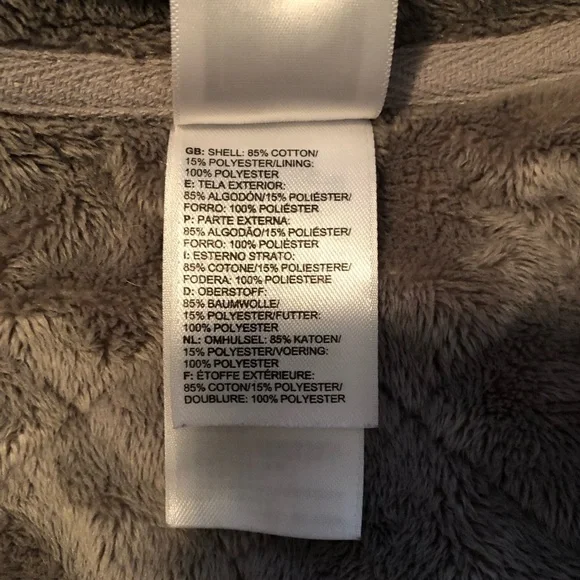 GB: SHELL: 85% COTTON/
15% POLYESTER/LINING:
100% POLYESTER
E: TELA EXTERIOR:
85% ALGODÓN/15% POLIÉSTER/
FORRO: 100% POLIÉSTER
P: PARTE EXTERNA:
85% ALGODÃO/15% POLIÉSTER/
FORRO: 100% POLIÉSTER
I: ESTERNO STRATO:
85% COTONE/15% POLIESTERE/
FODERA: 100% POLIESTERE
D: OBERSTOFF:
85% BAUMWOLLE/
15% POLYESTER/FUTTER:
100% POLYESTER
NL: OMHULSEL: 85% KATOEN/
15% POLYESTER/VOERING:
100% POLYESTER
F: ÉTOFFE EXTÉRIEURE:
85% COTON/15% POLYESTER/
DOUBLURE: 100% POLYESTER